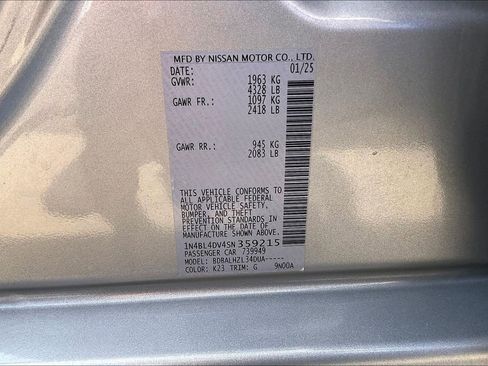 MFD BY NISSAN MOTOR CO., LTD.
DATE: 01/25
GVWR: 1963 KG
4328 LB
GAWR FR.: 1097 KG
2418 LB
GAWR RR.: 945 KG
2083 LB
THIS VEHICLE CONFORMS TO
ALL APPLICABLE FEDERAL
MOTOR VEHICLE SAFETY,
BUMPER, AND THEFT
PREVENTION STANDARDS IN
EFFECT ON THE DATE OF
MANUFACTURE SHOWN ABOVE.
1N4BL4DV4SN359215
PASSENGER CAR 739949
MODEL: BDBALHZL34DUA-----
COLOR: K23 TRIM: G 9N00A